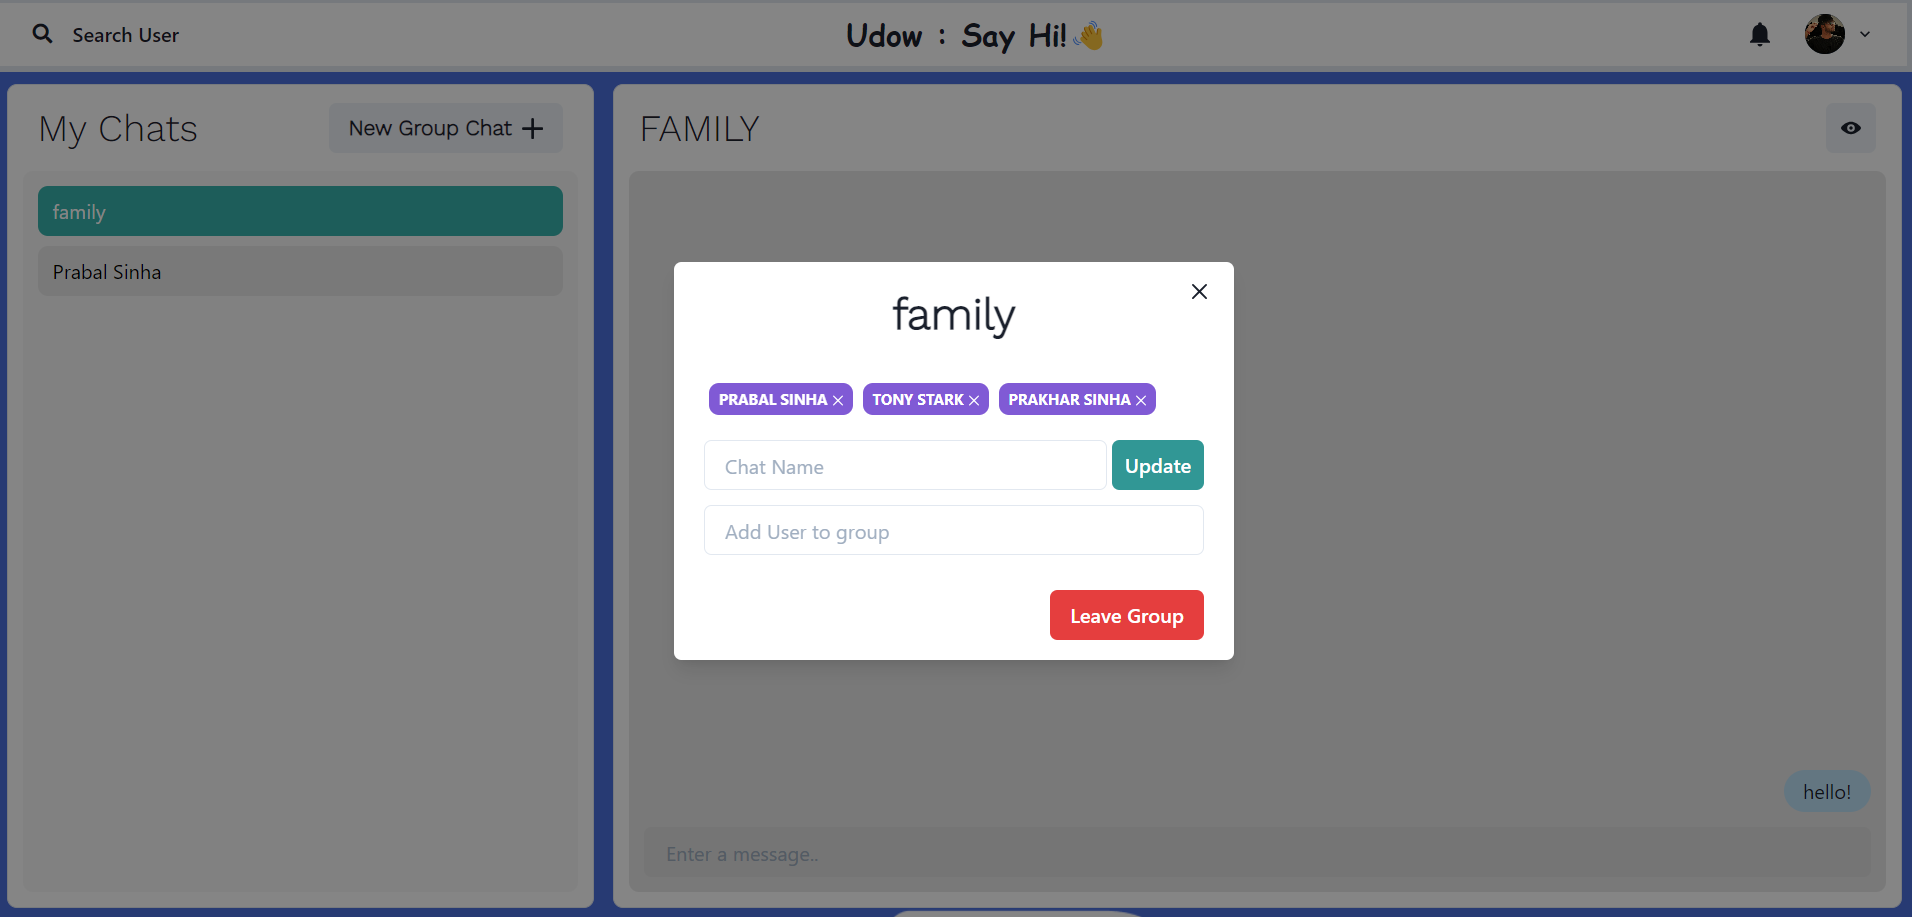 Search User
Udow : Say Hi!👋
My Chats
New Group Chat
family
Prabal Sinha
FAMILY
family
PRABAL SINHA
TONY STARK
PRAKHAR SINHA
Chat Name
Update
Add User to group
Leave Group
hello!
Enter a message..